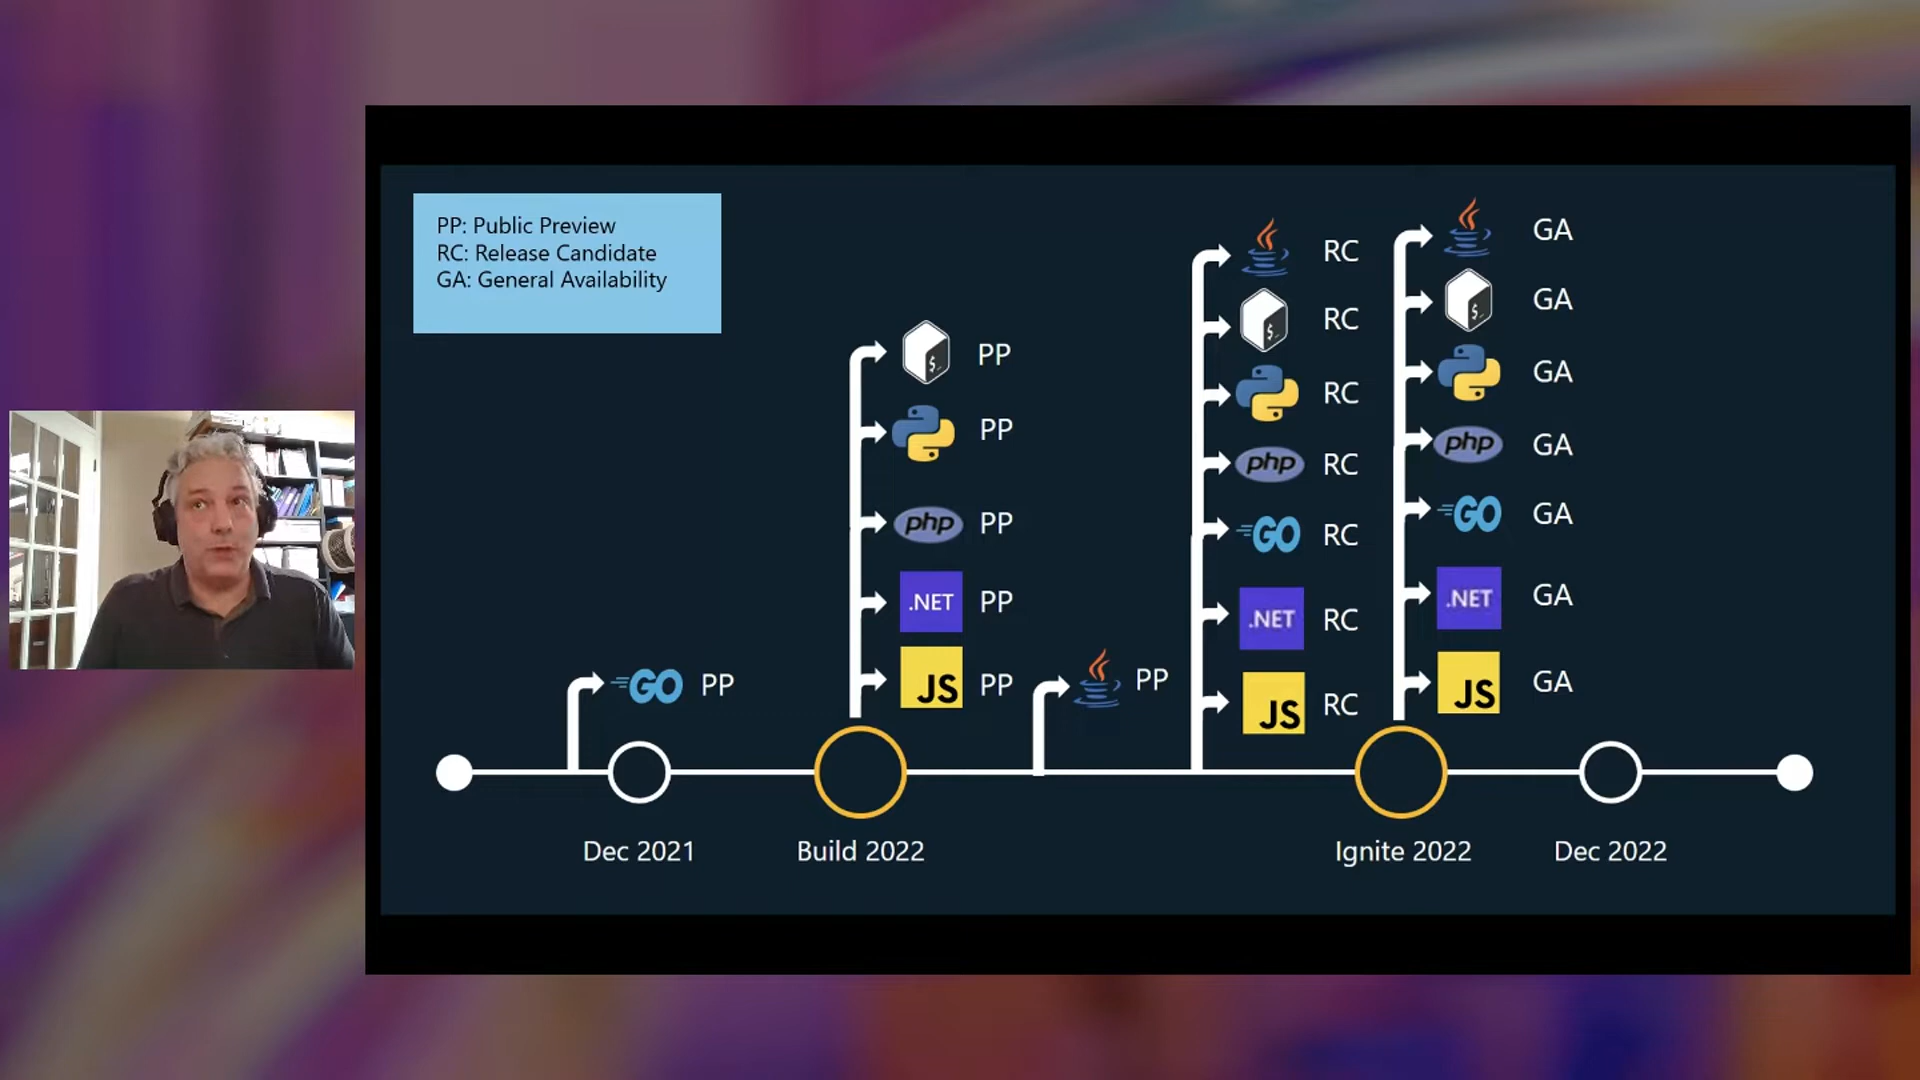 PP: Public Preview
RC: Release Candidate
GA: General Availability
GO PP
$_ PP
PP
php PP
.NET PP
JS PP
PP
RC
$_ RC
RC
php RC
GO RC
.NET RC
JS RC
GA
$_ GA
GA
php GA
GO GA
.NET GA
JS GA
Dec 2021
Build 2022
Ignite 2022
Dec 2022